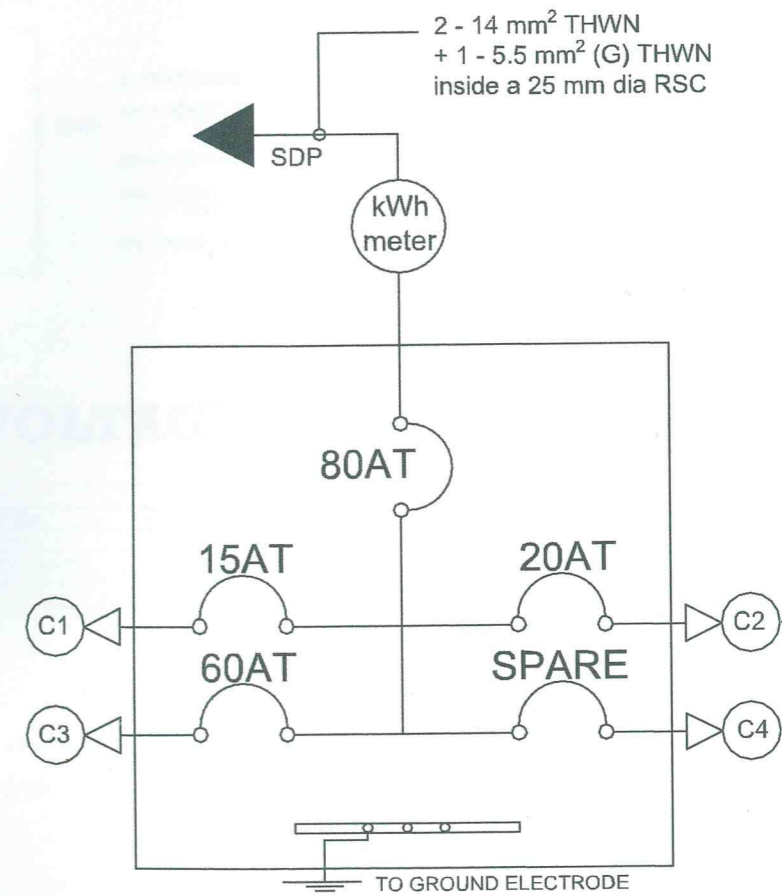 2 - 14 mm² THWN
+ 1 - 5.5 mm² (G) THWN
inside a 25 mm dia RSC
SDP
kWh
meter
80AT
15AT
20AT
C1
C2
60AT
SPARE
C3
C4
TO GROUND ELECTRODE